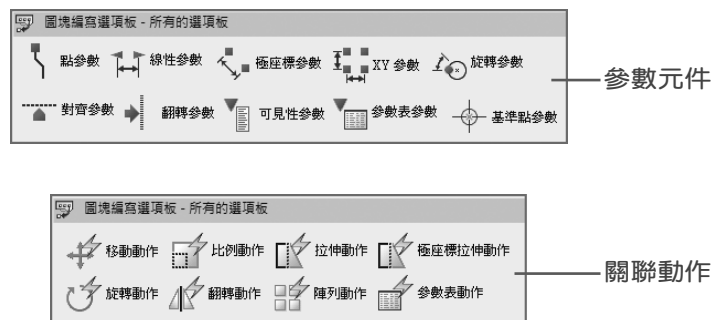 圖塊編寫選項板 - 所有的選項板
點參數 線性參數 極座標參數 XY 參數 旋轉參數
參數元件
對齊參數 翻轉參數 可見性參數 參數表參數 基準點參數
圖塊編寫選項板 - 所有的選項板
移動動作 比例動作 拉伸動作 極座標拉伸動作
關聯動作
旋轉動作 翻轉動作 陣列動作 參數表動作